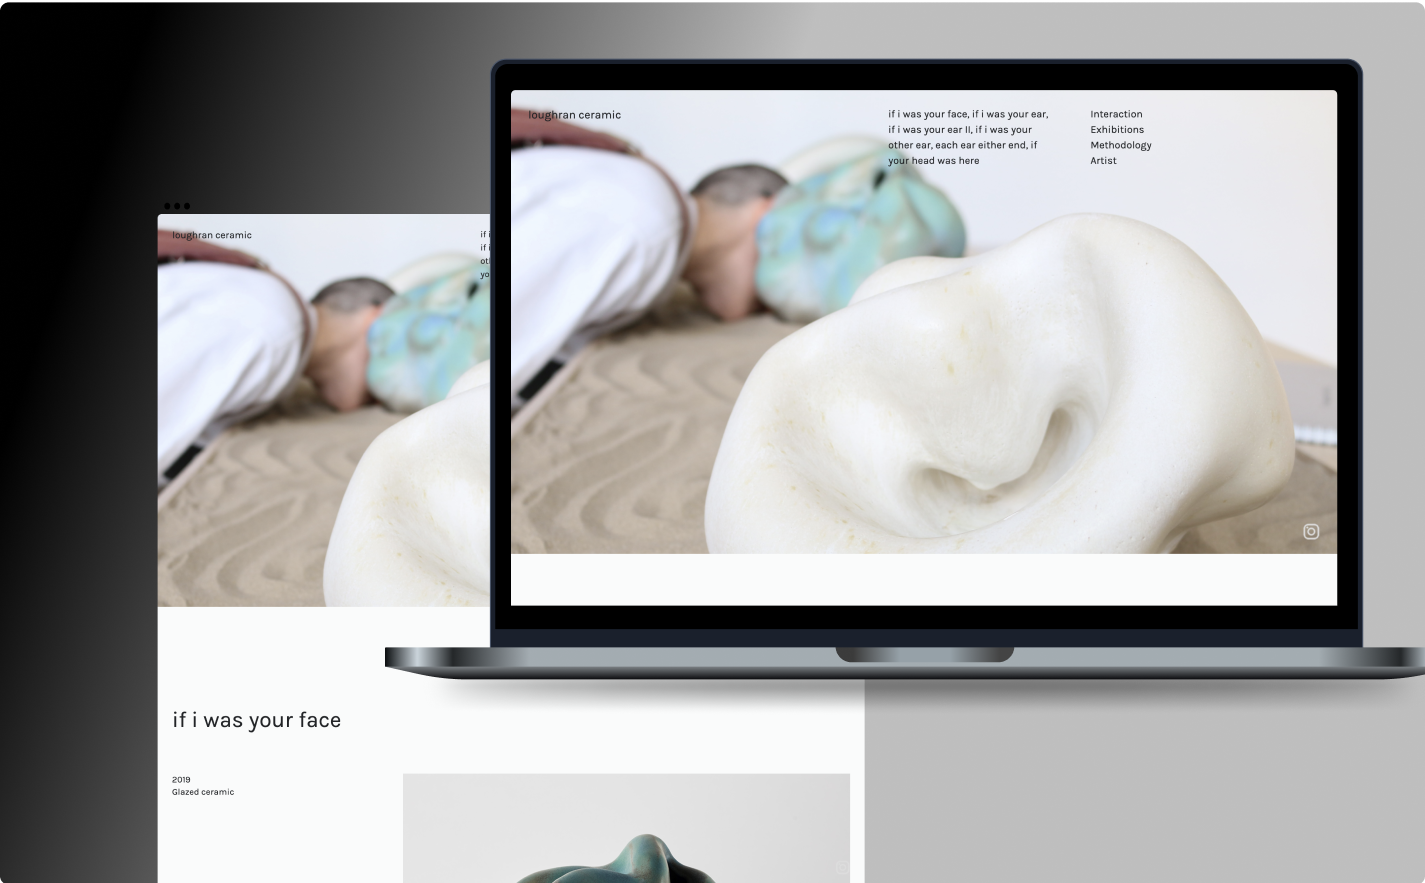 loughran ceramic
if i was your face, if i was your ear,
if i was your ear II, if i was your
other ear, each ear either end, if
your head was here
Interaction
Exhibitions
Methodology
Artist
loughran ceramic
if i
if i
oth
yo
if i was your face
2019
Glazed ceramic